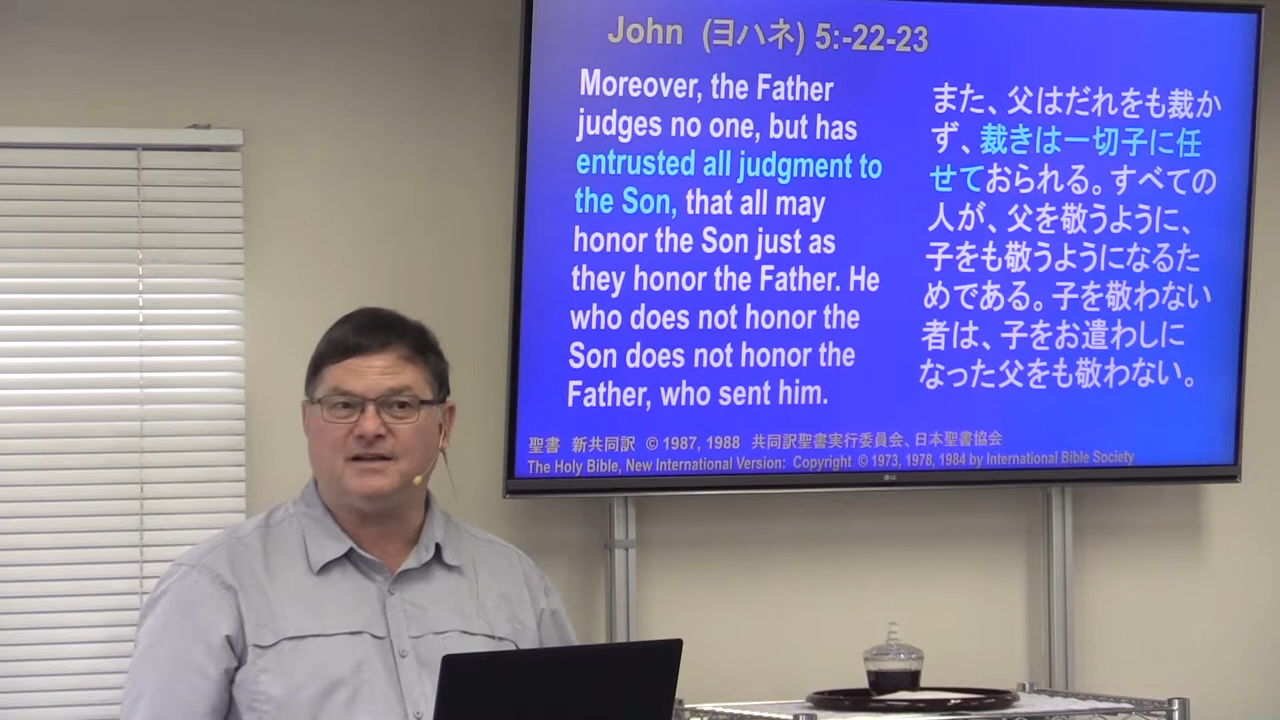 John (ヨハネ) 5:-22-23
Moreover, the Father
judges no one, but has
entrusted all judgment to
the Son, that all may
honor the Son just as
they honor the Father. He
who does not honor the
Son does not honor the
Father, who sent him.
また、父はだれをも裁か
ず、裁きは一切子に任
せておられる。すべての
人が、父を敬うように、
子をも敬うようになるた
めである。子を敬わない
者は、子をお遣わしに
なった父をも敬わない。
聖書 新共同訳 © 1987, 1988 共同訳聖書実行委員会、日本聖書協会
The Holy Bible, New International Version: Copyright © 1973, 1978, 1984 by International Bible Society
LG